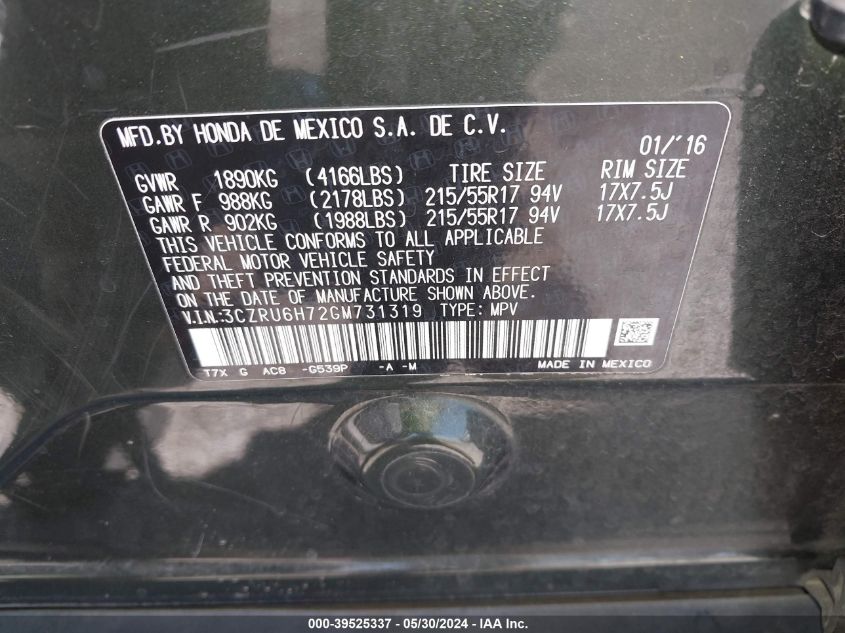 MFD.BY HONDA DE MEXICO S.A. DE C.V. 01/'16
GVWR 1890KG (4166LBS) TIRE SIZE RIM SIZE
GAWR F 988KG (2178LBS) 215/55R17 94V 17X7.5J
GAWR R 902KG (1988LBS) 215/55R17 94V 17X7.5J
THIS VEHICLE CONFORMS TO ALL APPLICABLE
FEDERAL MOTOR VEHICLE SAFETY
AND THEFT PREVENTION STANDARDS IN EFFECT
ON THE DATE OF MANUFACTURE SHOWN ABOVE.
V.I.N.:3CZRU6H72GM731319 TYPE: MPV
T7X G AC8 -G539P -A -M MADE IN MEXICO
000-39525337 - 05/30/2024 - IAA Inc.